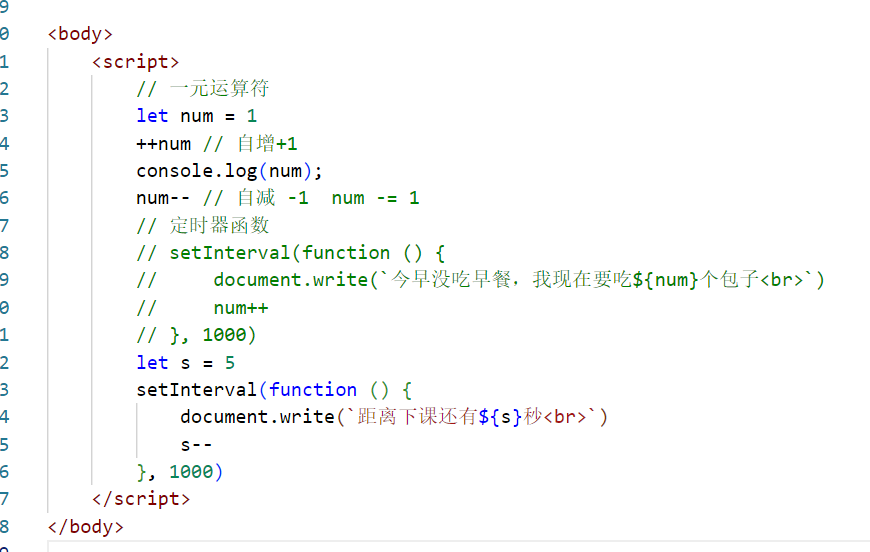 9
0 <body>
1     <script>
2         // 一元运算符
3         let num = 1
4         ++num // 自增+1
5         console.log(num);
6         num-- // 自减 -1  num -= 1
7         // 定时器函数
8         // setInterval(function () {
9         //     document.write(`今早没吃早餐，我现在要吃${num}个包子<br>`)
0         //     num++
1         // }, 1000)
2         let s = 5
3         setInterval(function () {
4             document.write(`距离下课还有${s}秒<br>`)
5             s--
6         }, 1000)
7     </script>
8 </body>
9